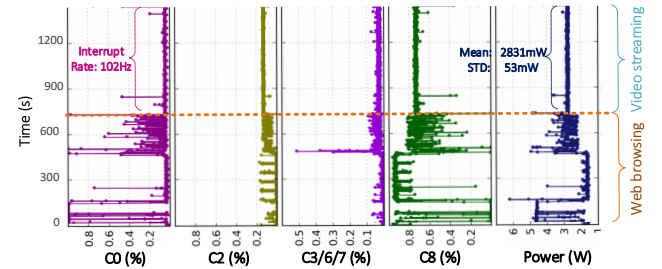 1200
900
600
300
0
Time (s)
Interrupt
Rate: 102Hz
Mean: 2831mW
STD: 53mW
Video streaming
Web browsing
0.8 0.6 0.4 0.2
0.8 0.6 0.4 0.2
0.5 0.4 0.3 0.2 0.1
0.8 0.6 0.4 0.2
6 5 4 3 2 1
C0 (%)
C2 (%)
C3/6/7 (%)
C8 (%)
Power (W)